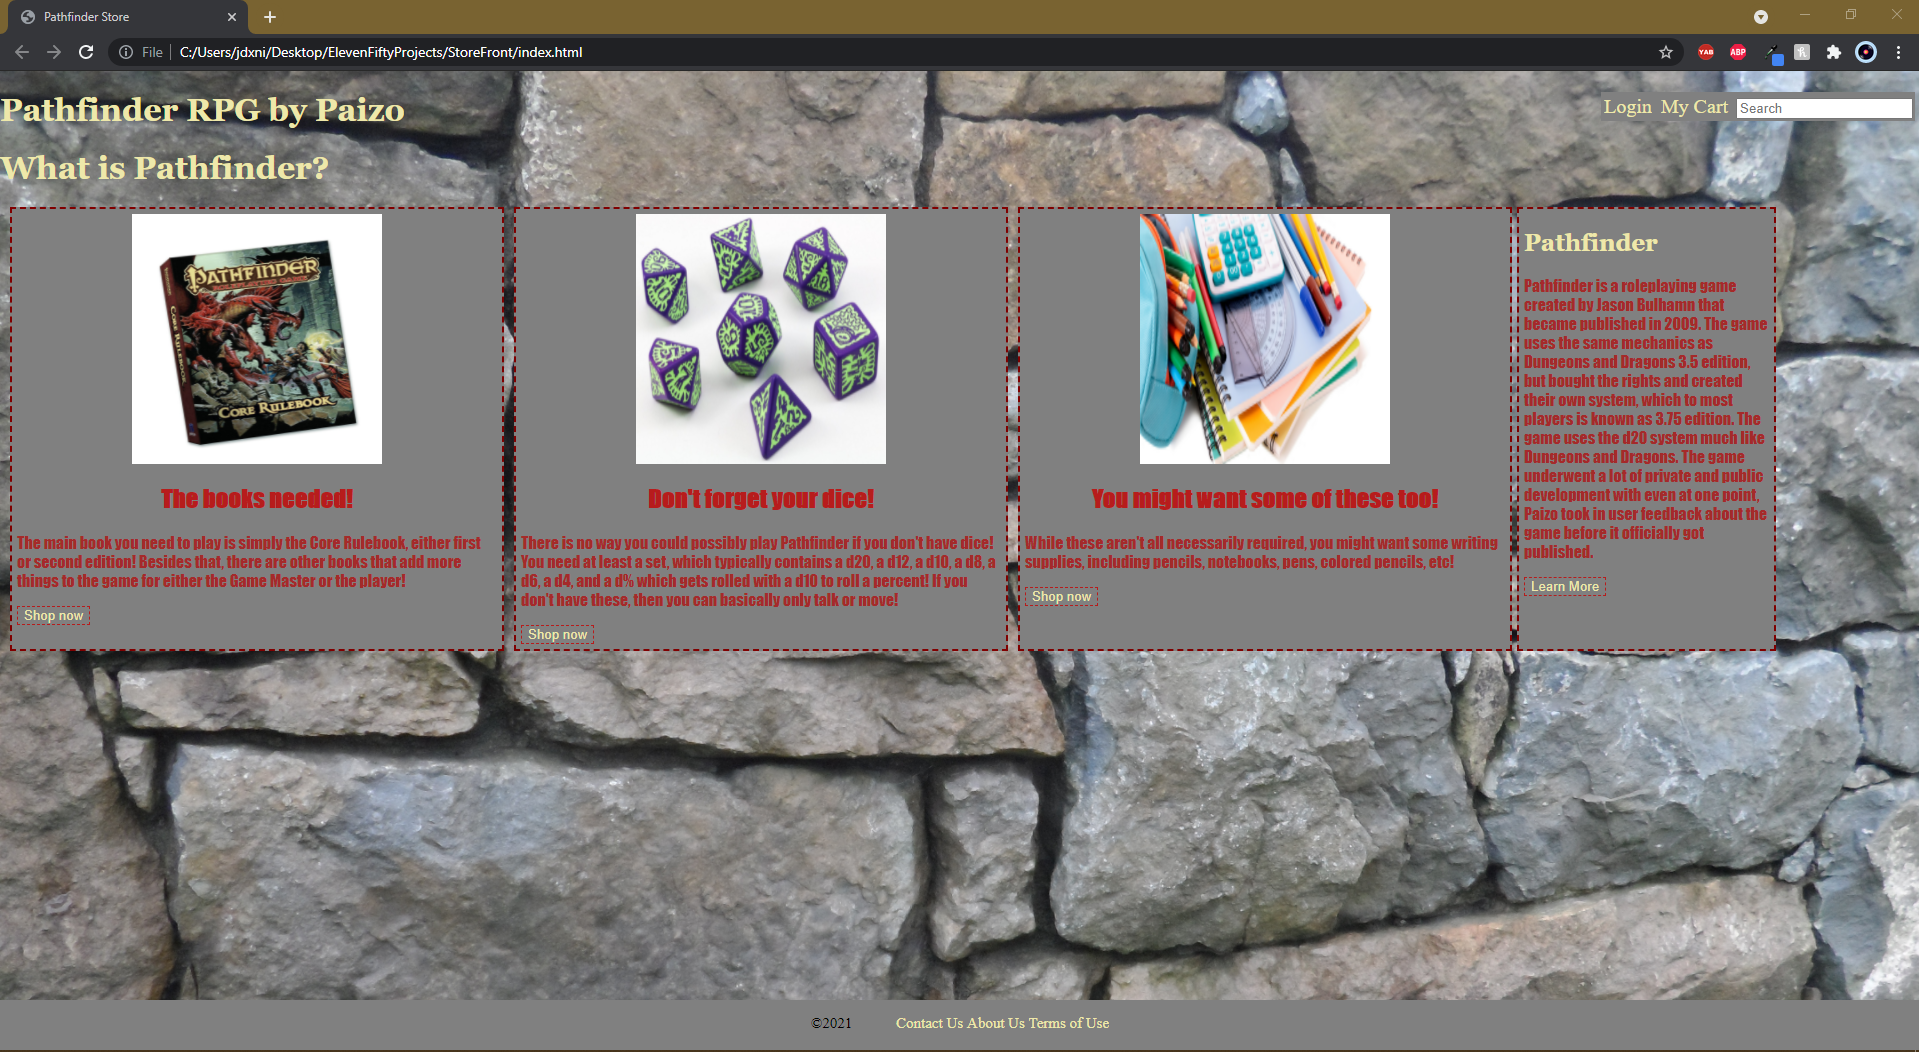 Pathfinder Store
File
C:/Users/jdxni/Desktop/ElevenFiftyProjects/StoreFront/index.html
YAB
ABP
Pathfinder RPG by Paizo
Login My Cart Search
What is Pathfinder?
PATHFINDER
ROLEPLAYING GAME
CORE RULEBOOK
CORE RULEBOOK
The books needed!
The main book you need to play is simply the Core Rulebook, either first
or second edition! Besides that, there are other books that add more
things to the game for either the Game Master or the player!
Shop now
Don't forget your dice!
There is no way you could possibly play Pathfinder if you don't have dice!
You need at least a set, which typically contains a d20, a d12, a d10, a d8, a
d6, a d4, and a d% which gets rolled with a d10 to roll a percent! If you
don't have these, then you can basically only talk or move!
Shop now
You might want some of these too!
While these aren't all necessarily required, you might want some writing
supplies, including pencils, notebooks, pens, colored pencils, etc!
Shop now
Pathfinder
Pathfinder is a roleplaying game
created by Jason Bulhamn that
became published in 2009. The game
uses the same mechanics as
Dungeons and Dragons 3.5 edition,
but bought the rights and created
their own system, which to most
players is known as 3.75 edition. The
game uses the d20 system much like
Dungeons and Dragons. The game
underwent a lot of private and public
development with even at one point,
Paizo took in user feedback about the
game before it officially got
published.
Learn More
©2021 Contact Us About Us Terms of Use